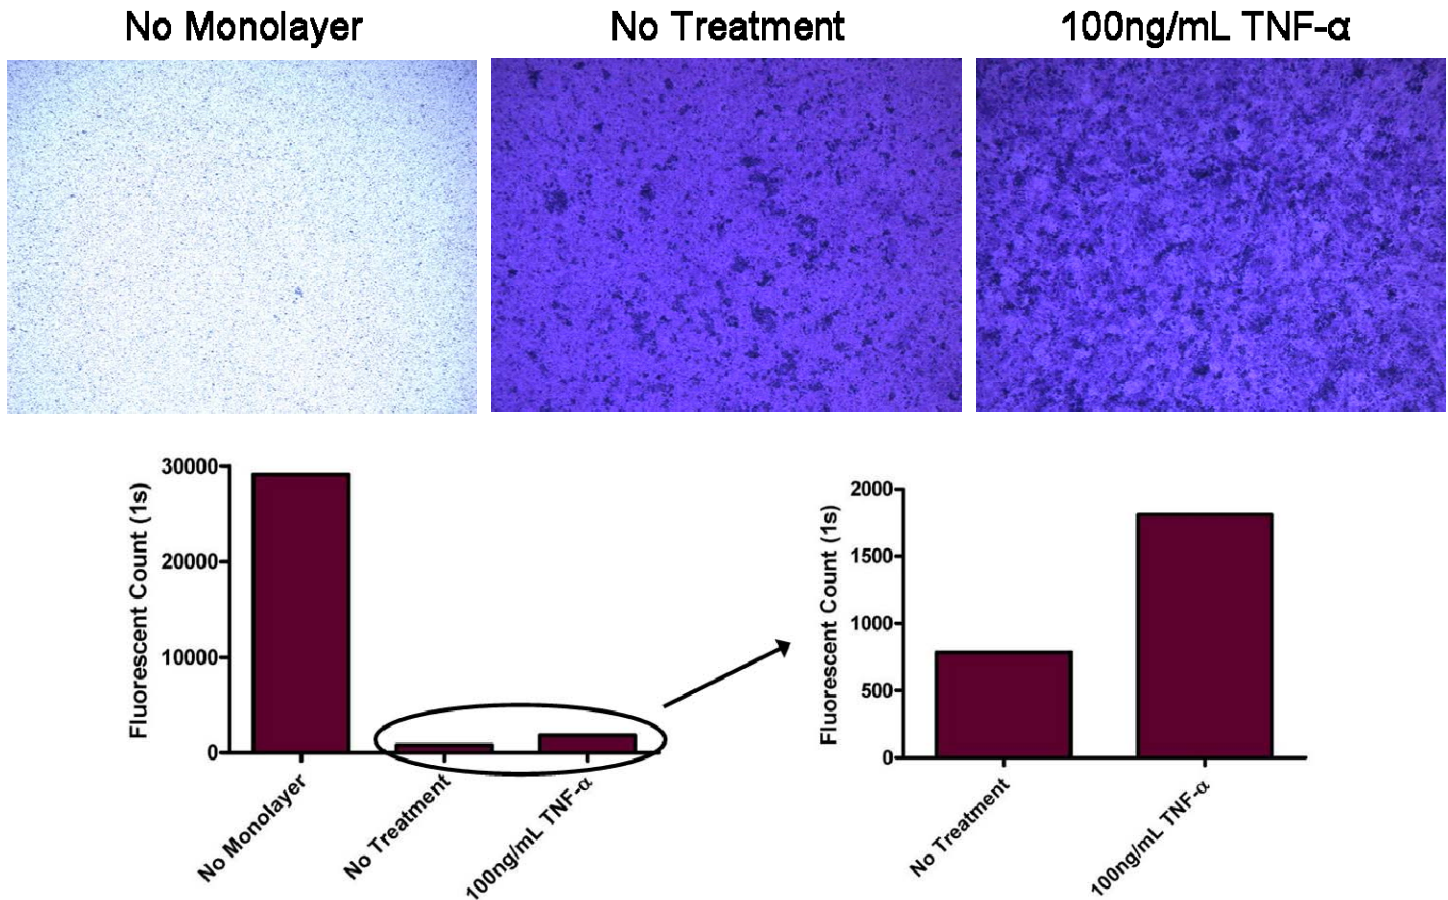 No Monolayer
No Treatment
100ng/mL TNF-α
Fluorescent Count (1s)
30000
20000
10000
0
No Monolayer
No Treatment
100ng/mL TNF-α
Fluorescent Count (1s)
2000
1500
1000
500
0
No Treatment
100ng/mL TNF-α